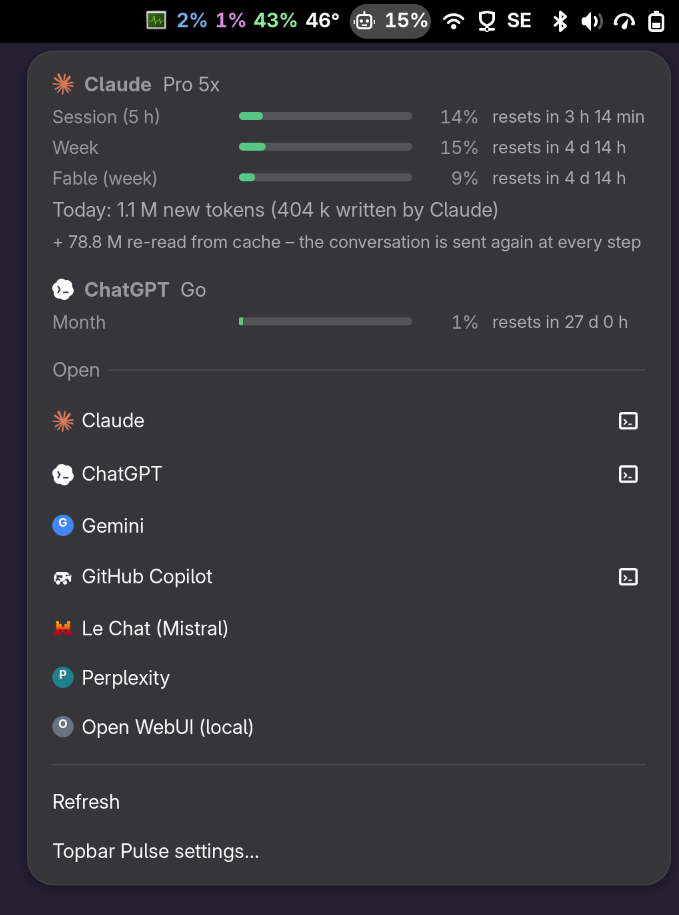 2% 1% 43% 46° 15% SE
Claude Pro 5x
Session (5 h) 14% resets in 3 h 14 min
Week 15% resets in 4 d 14 h
Fable (week) 9% resets in 4 d 14 h
Today: 1.1 M new tokens (404 k written by Claude)
+ 78.8 M re-read from cache – the conversation is sent again at every step
ChatGPT Go
Month 1% resets in 27 d 0 h
Open
Claude
ChatGPT
G Gemini
GitHub Copilot
Le Chat (Mistral)
P Perplexity
O Open WebUI (local)
Refresh
Topbar Pulse settings...